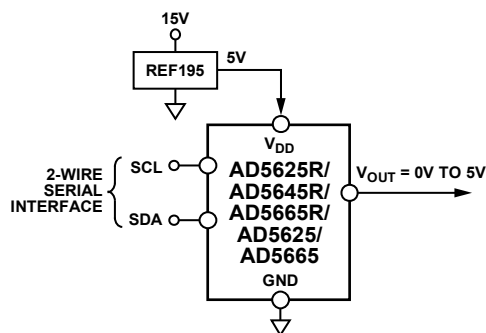 15V
REF195
5V
VDD
SCL
SDA
2-WIRE
SERIAL
INTERFACE
AD5625R/
AD5645R/
AD5665R/
AD5625/
AD5665
VOUT = 0V TO 5V
GND